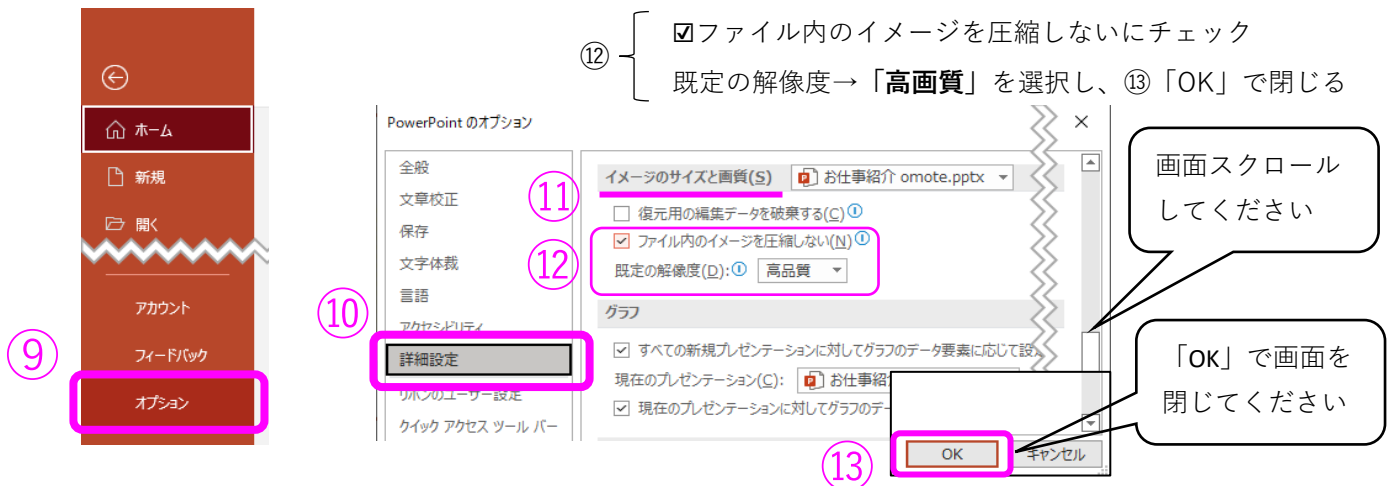 ⑫
☑ファイル内のイメージを圧縮しないにチェック
既定の解像度→「高画質」を選択し、⑬「OK」で閉じる
ホーム
新規
開く
アカウント
フィードバック
オプション
⑨
PowerPoint のオプション
全般
文章校正
保存
文字体裁
言語
アクセシビリティ
詳細設定
リボンのユーザー設定
クイック アクセス ツール バー
⑩
⑪
イメージのサイズと画質(S)
お仕事紹介 omote.pptx
復元用の編集データを破棄する(C)
⑫
ファイル内のイメージを圧縮しない(N)
既定の解像度(D):
高品質
グラフ
すべての新規プレゼンテーションに対してグラフのデータ要素に応じて設
現在のプレゼンテーション(C):
お仕事紹
現在のプレゼンテーションに対してグラフのデー
⑬
OK
キャンセル
画面スクロール
してください
「OK」で画面を
閉じてください